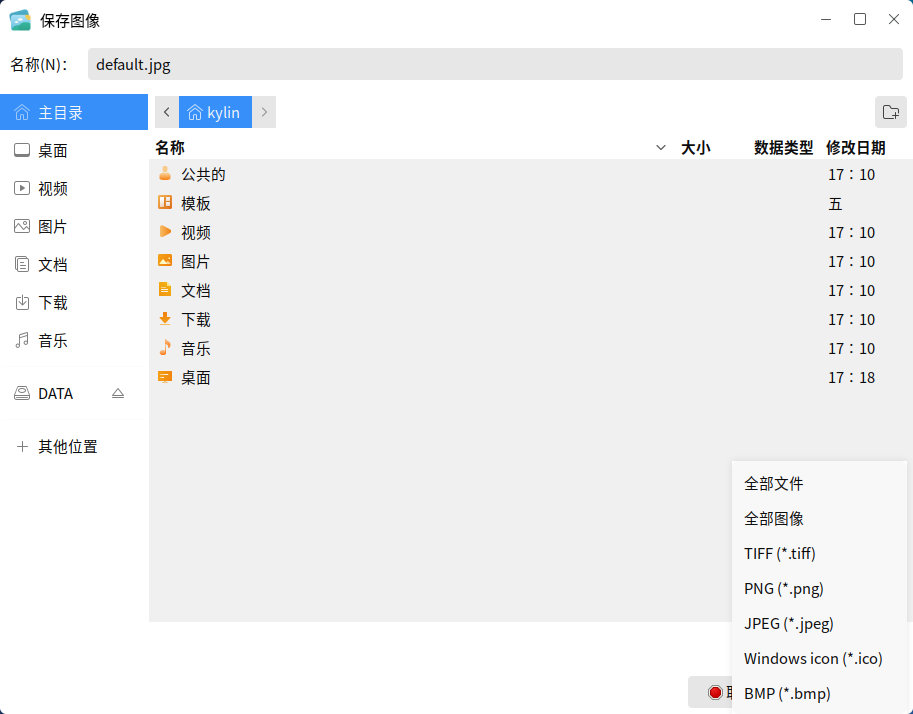 保存图像
名称(N)：
default.jpg
主目录
桌面
视频
图片
文档
下载
音乐
DATA
其他位置
kylin
名称 大小 数据类型 修改日期
公共的 17：10
模板 五
视频 17：10
图片 17：10
文档 17：10
下载 17：10
音乐 17：10
桌面 17：18
全部文件
全部图像
TIFF (*.tiff)
PNG (*.png)
JPEG (*.jpeg)
Windows icon (*.ico)
BMP (*.bmp)